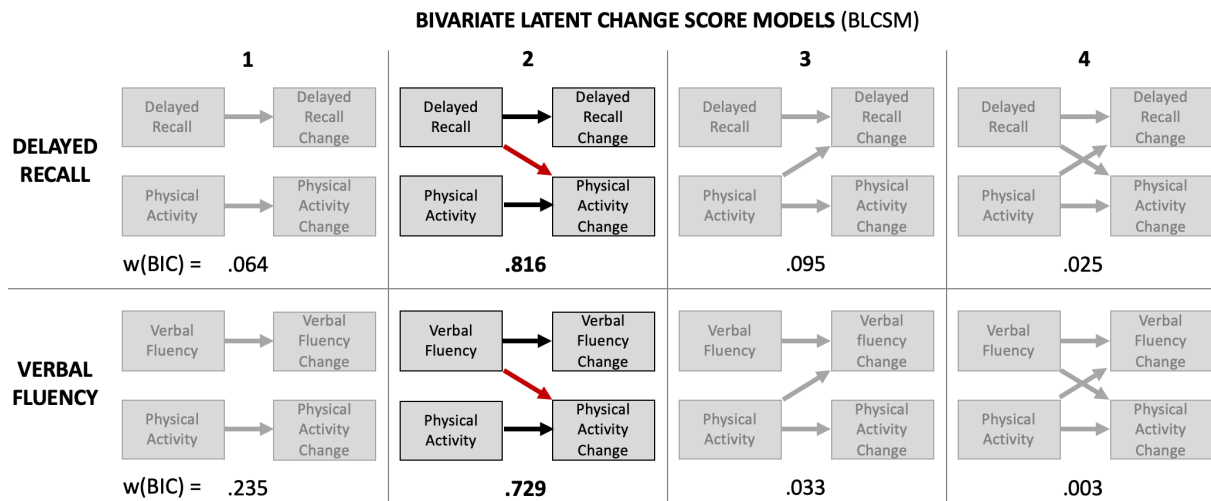 BIVARIATE LATENT CHANGE SCORE MODELS (BLCSM)
1
2
3
4
DELAYED
RECALL
Delayed
Recall
Delayed
Recall
Change
Physical
Activity
Physical
Activity
Change
Delayed
Recall
Delayed
Recall
Change
Physical
Activity
Physical
Activity
Change
Delayed
Recall
Delayed
Recall
Change
Physical
Activity
Physical
Activity
Change
Delayed
Recall
Delayed
Recall
Change
Physical
Activity
Physical
Activity
Change
w(BIC) = .064
.816
.095
.025
VERBAL
FLUENCY
Verbal
Fluency
Verbal
Fluency
Change
Physical
Activity
Physical
Activity
Change
Verbal
Fluency
Verbal
Fluency
Change
Physical
Activity
Physical
Activity
Change
Verbal
Fluency
Verbal
fluency
Change
Physical
Activity
Physical
Activity
Change
Verbal
Fluency
Verbal
Fluency
Change
Physical
Activity
Physical
Activity
Change
w(BIC) = .235
.729
.033
.003